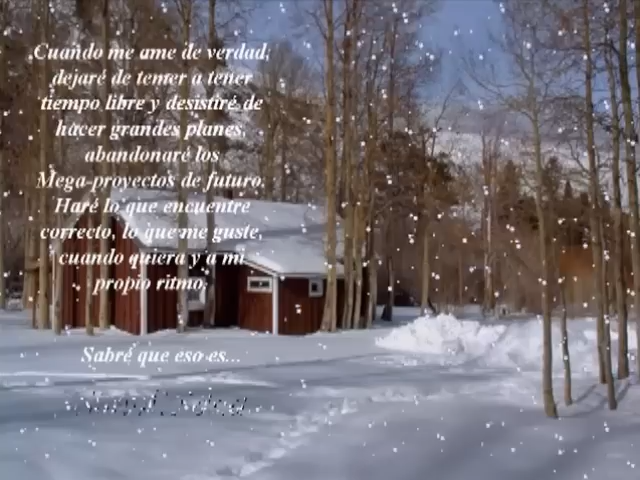 Cuando me ame de verdad,
dejaré de temer a tener
tiempo libre y desistiré de
hacer grandes planes,
abandonaré los
Mega-proyectos de futuro.
Haré lo que encuentre
correcto, lo que me guste,
cuando quiera y a mi
propio ritmo.
Sabré que eso es...